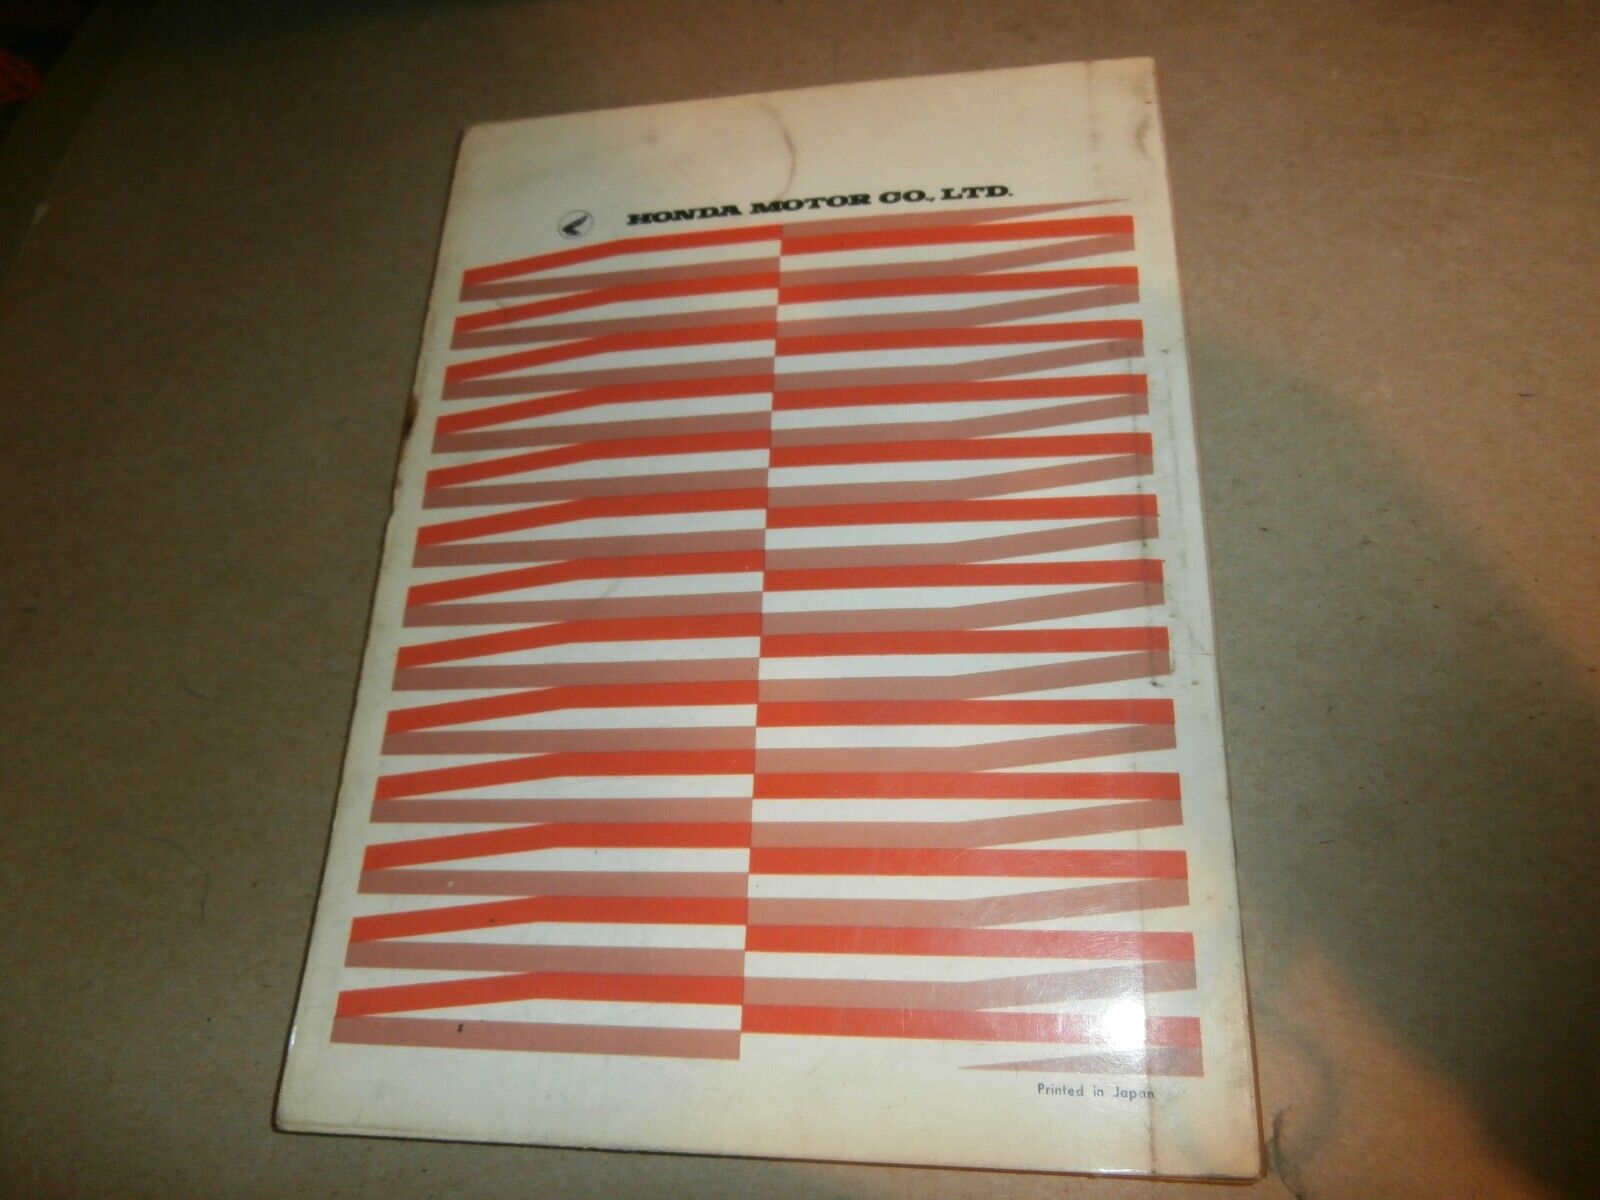 HONDA MOTOR CO., LTD.
Printed in Japan